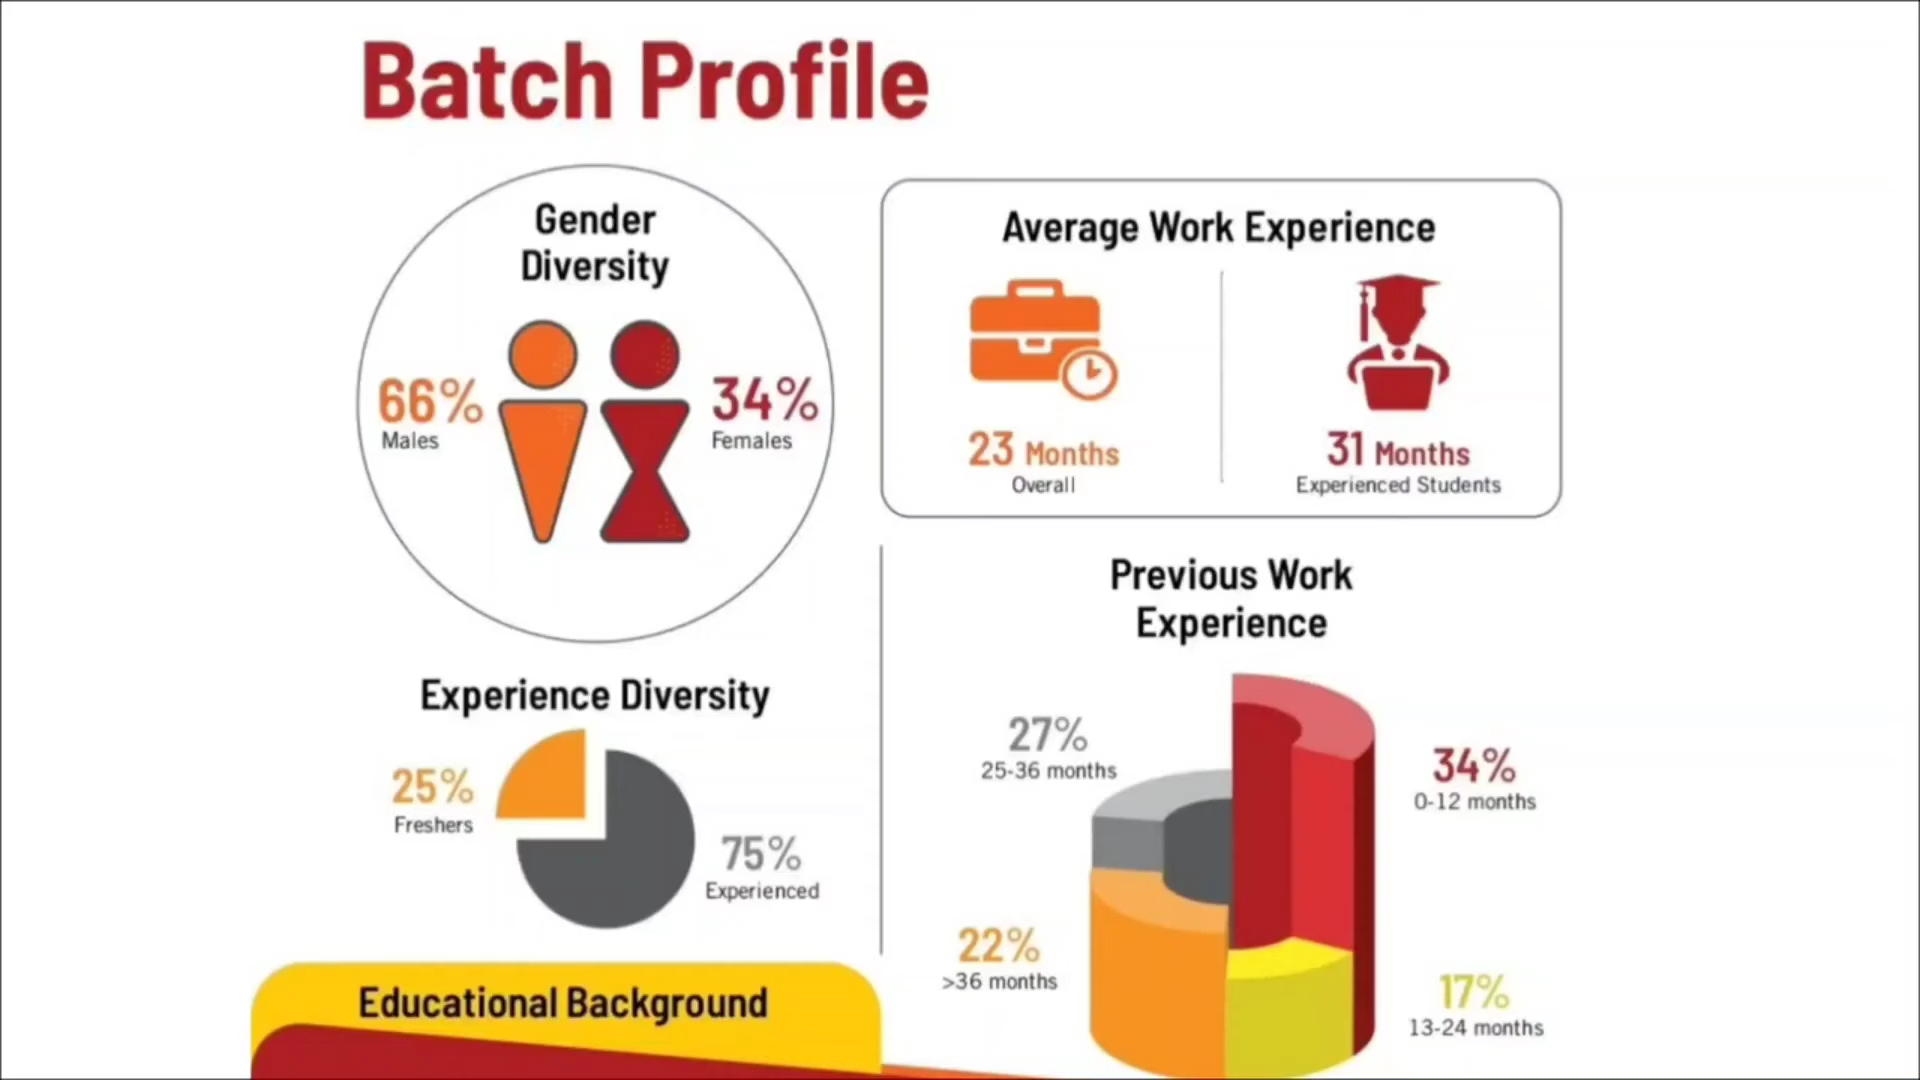 Batch Profile
Gender
Diversity
66%
Males
34%
Females
Average Work Experience
23 Months
Overall
31 Months
Experienced Students
Experience Diversity
25%
Freshers
75%
Experienced
Previous Work
Experience
27%
25-36 months
34%
0-12 months
22%
>36 months
17%
13-24 months
Educational Background